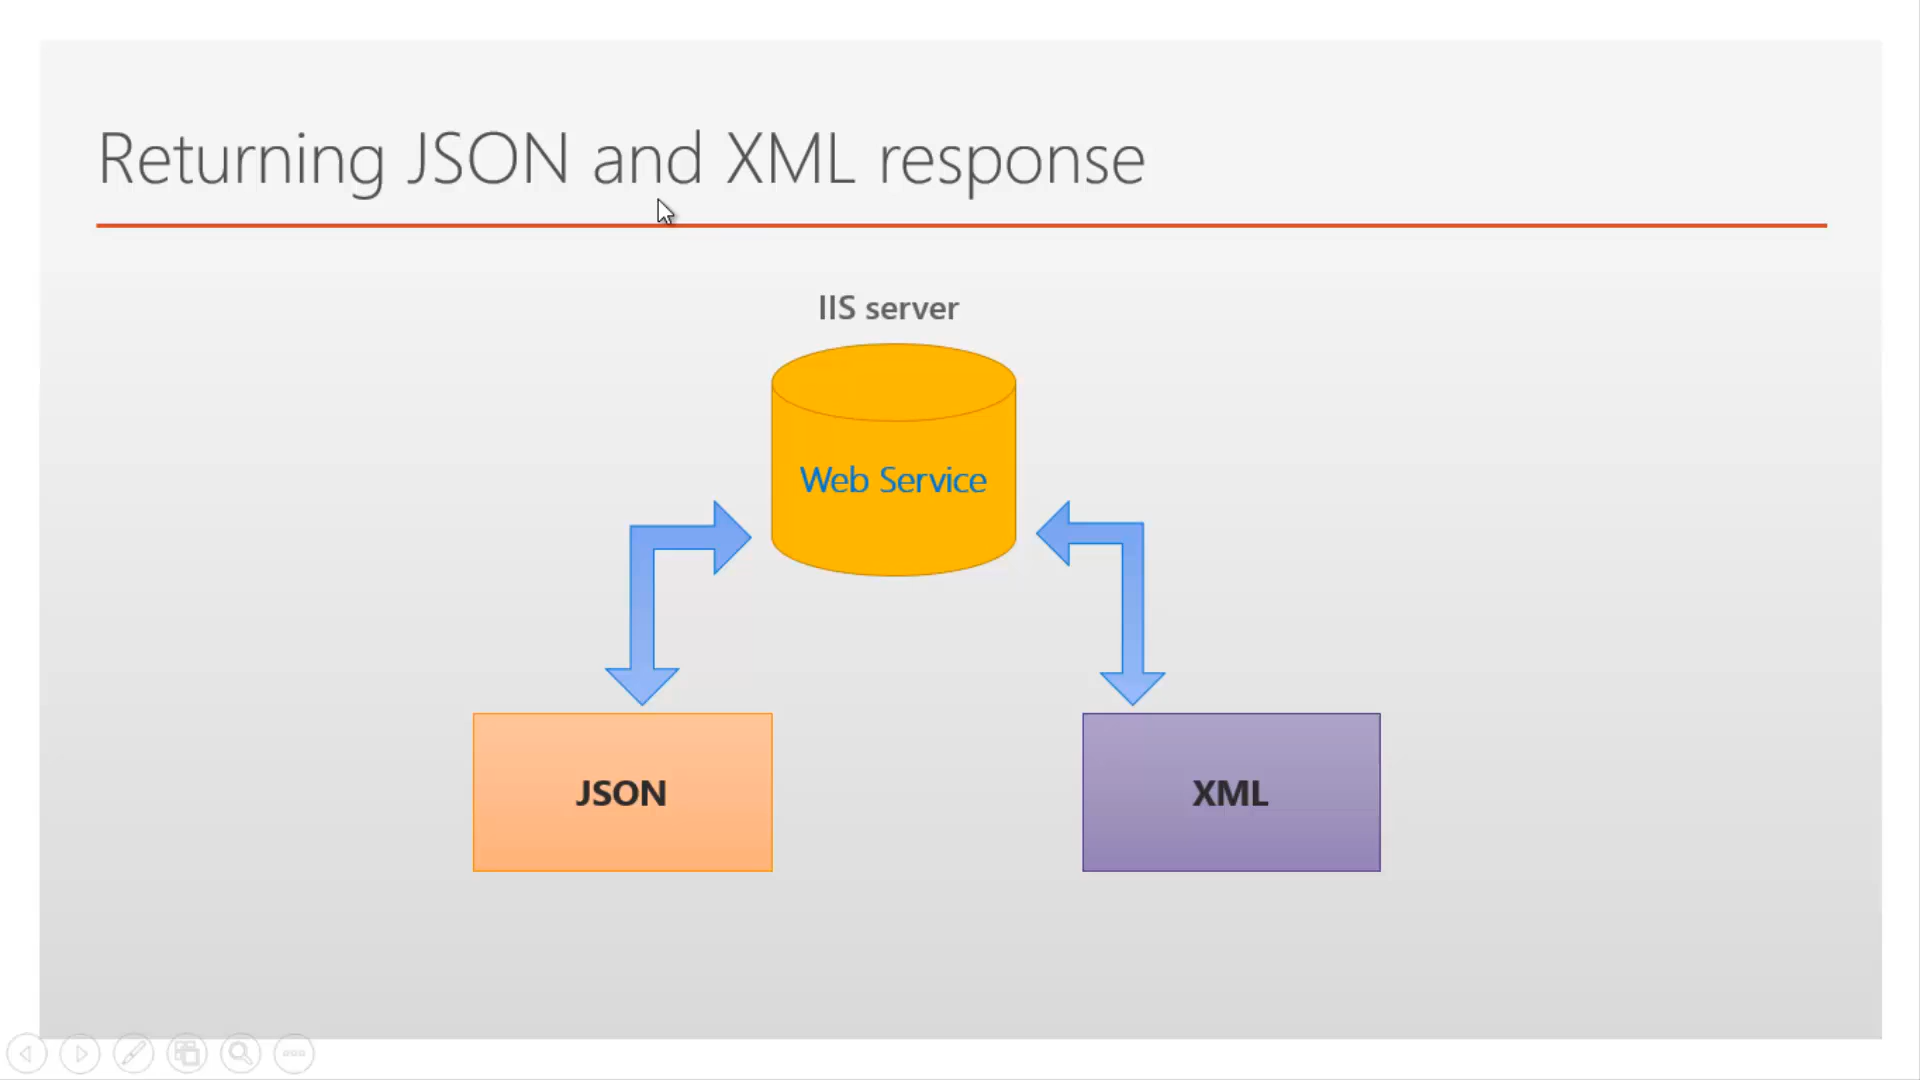 Returning JSON and XML response
IIS server
Web Service
JSON
XML